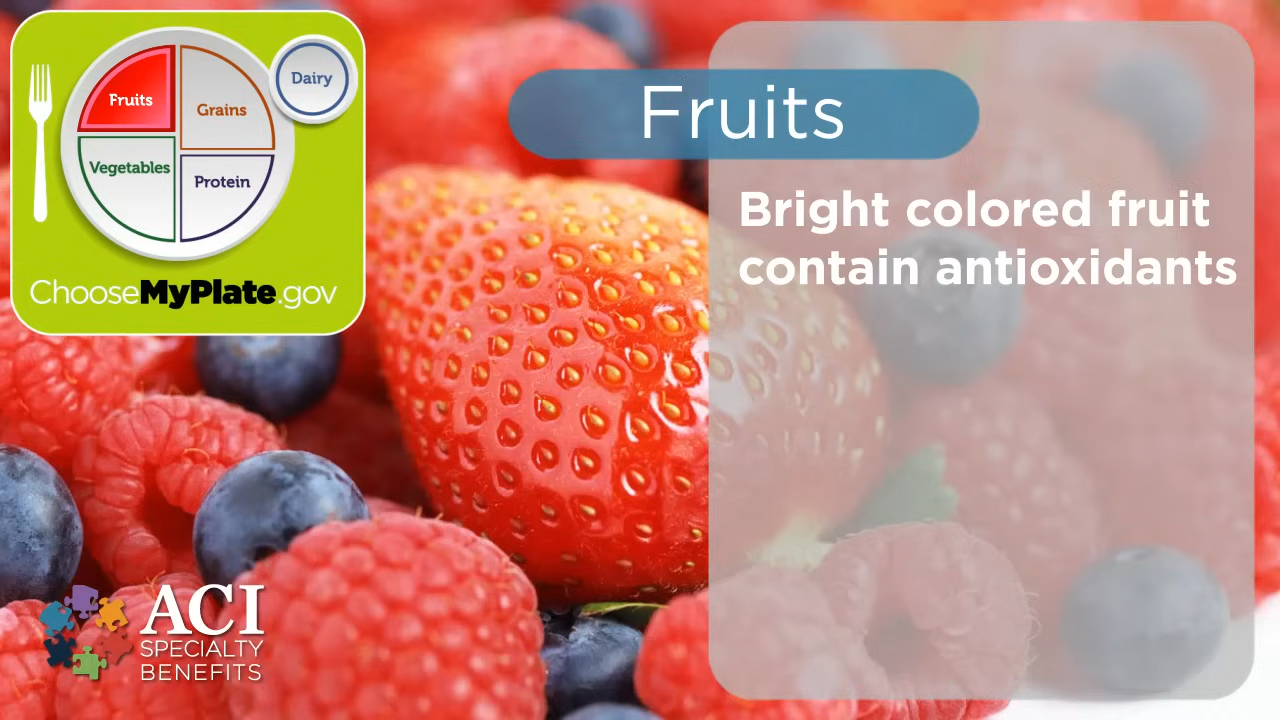 Fruits
Grains
Dairy
Vegetables
Protein
ChooseMyPlate.gov
Fruits
Bright colored fruit
contain antioxidants
ACI
SPECIALTY
BENEFITS